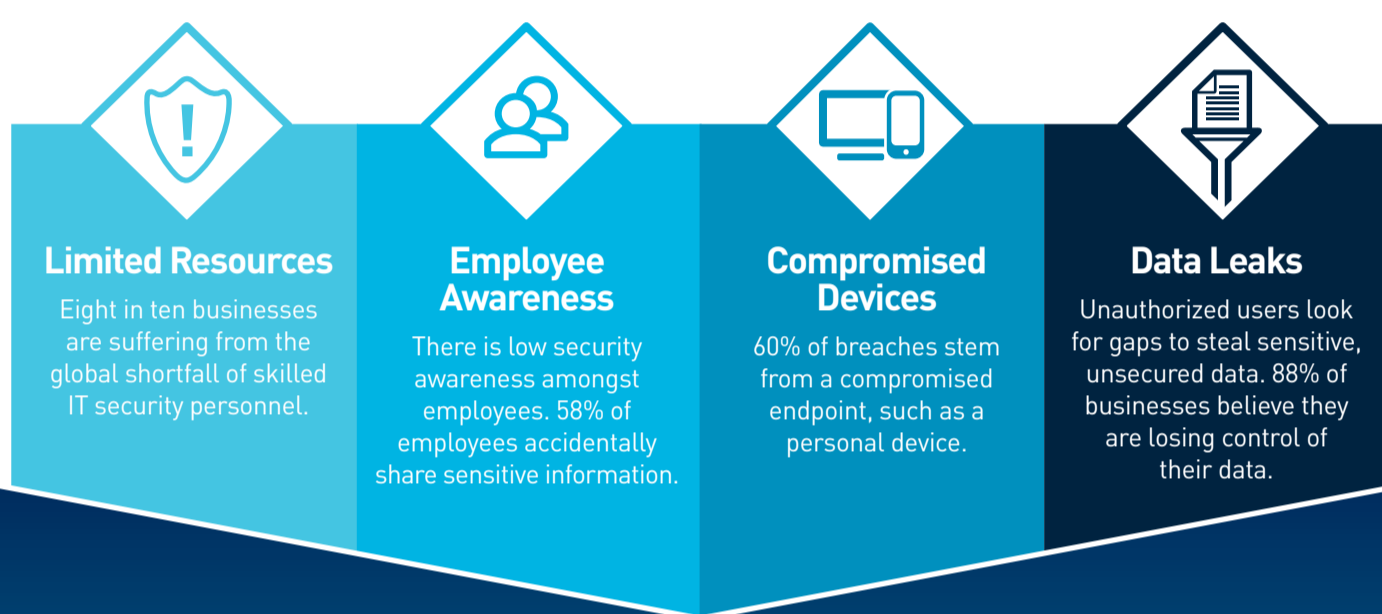 Limited Resources
Eight in ten businesses
are suffering from the
global shortfall of skilled
IT security personnel.
Employee
Awareness
There is low security
awareness amongst
employees. 58% of
employees accidentally
share sensitive information.
Compromised
Devices
60% of breaches stem
from a compromised
endpoint, such as a
personal device.
Data Leaks
Unauthorized users look
for gaps to steal sensitive,
unsecured data. 88% of
businesses believe they
are losing control of
their data.